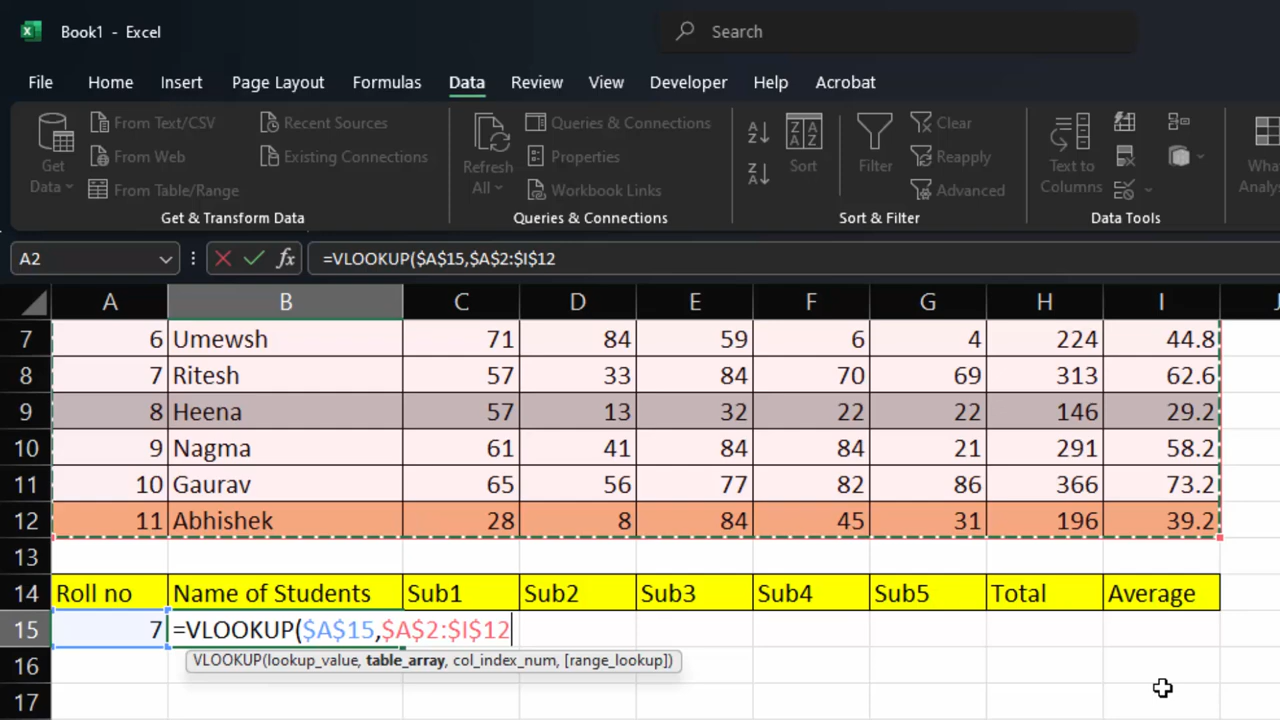 Book1 - Excel
Search
File Home Insert Page Layout Formulas Data Review View Developer Help Acrobat
From Text/CSV Recent Sources Queries & Connections Clear
From Web Existing Connections Properties Reapply
From Table/Range Workbook Links Advanced
Get Data Refresh All Sort Filter Text to Columns
Get & Transform Data Queries & Connections Sort & Filter Data Tools
A2 fx =VLOOKUP($A$15,$A$2:$I$12
A B C D E F G H I
7 6 Umewsh 71 84 59 6 4 224 44.8
8 7 Ritesh 57 33 84 70 69 313 62.6
9 8 Heena 57 13 32 22 22 146 29.2
10 9 Nagma 61 41 84 84 21 291 58.2
11 10 Gaurav 65 56 77 82 86 366 73.2
12 11 Abhishek 28 8 84 45 31 196 39.2
13
14 Roll no Name of Students Sub1 Sub2 Sub3 Sub4 Sub5 Total Average
15 7 =VLOOKUP($A$15,$A$2:$I$12
VLOOKUP(lookup_value, table_array, col_index_num, [range_lookup])
16
17